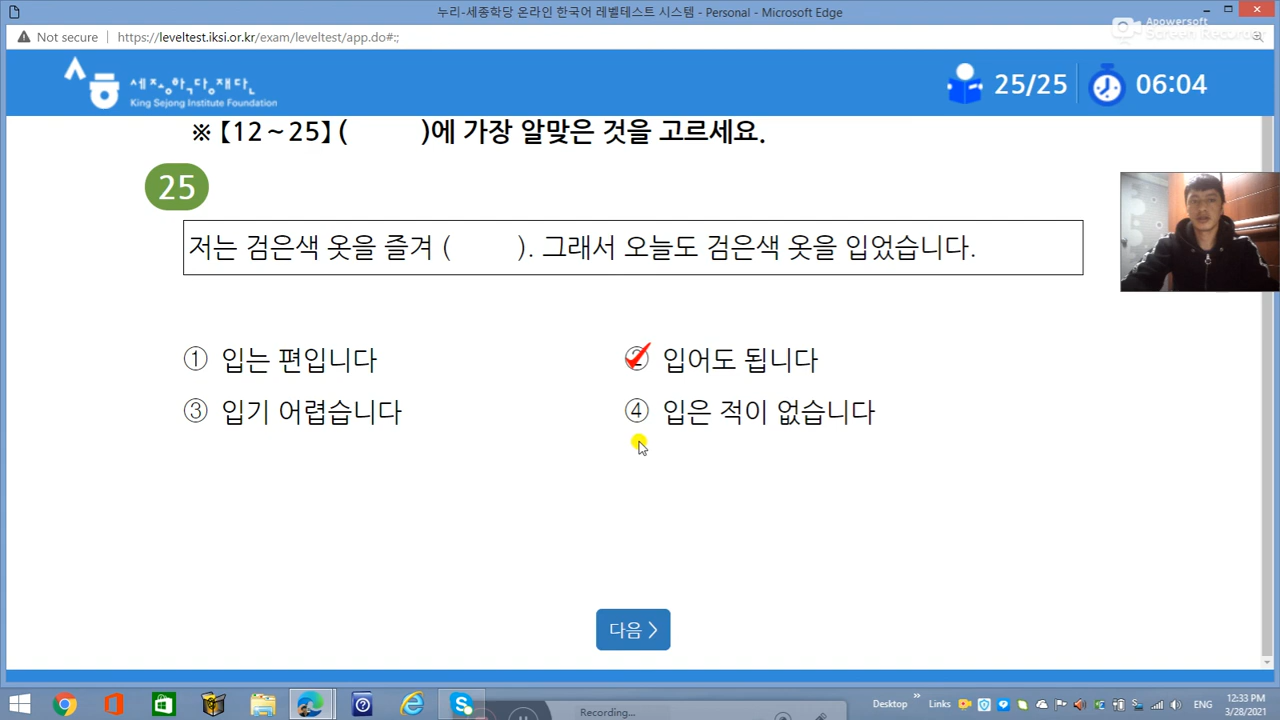 누리-세종학당 온라인 한국어 레벨테스트 시스템 - Personal - Microsoft Edge
Apowersoft
Screen Recorder
Not secure
https://leveltest.iksi.or.kr/exam/leveltest/app.do#:;
세종학당재단
King Sejong Institute Foundation
25/25
06:04
※【12~25】( )에 가장 알맞은 것을 고르세요.
25
저는 검은색 옷을 즐겨 ( ). 그래서 오늘도 검은색 옷을 입었습니다.
① 입는 편입니다
② 입어도 됩니다
③ 입기 어렵습니다
④ 입은 적이 없습니다
다음 >
Recording...
Desktop
Links
ENG
12:33 PM
3/28/2021